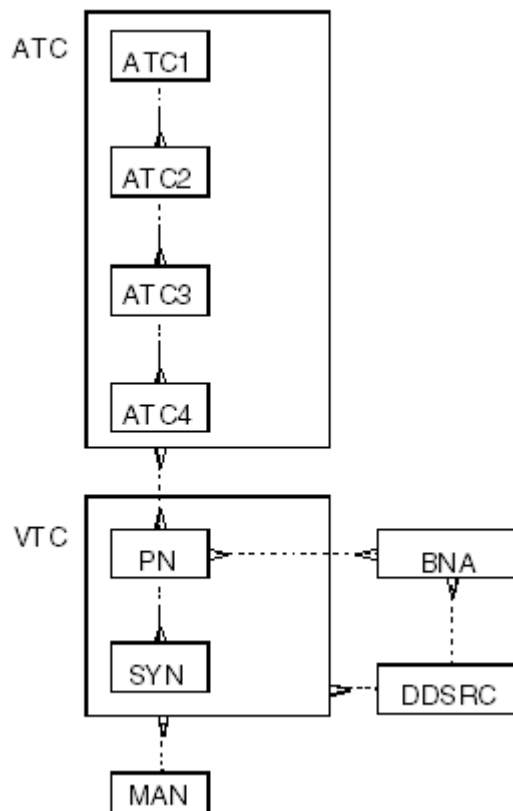 ATC
ATC1
ATC2
ATC3
ATC4
VTC
PN
BNA
SYN
DDSRC
MAN